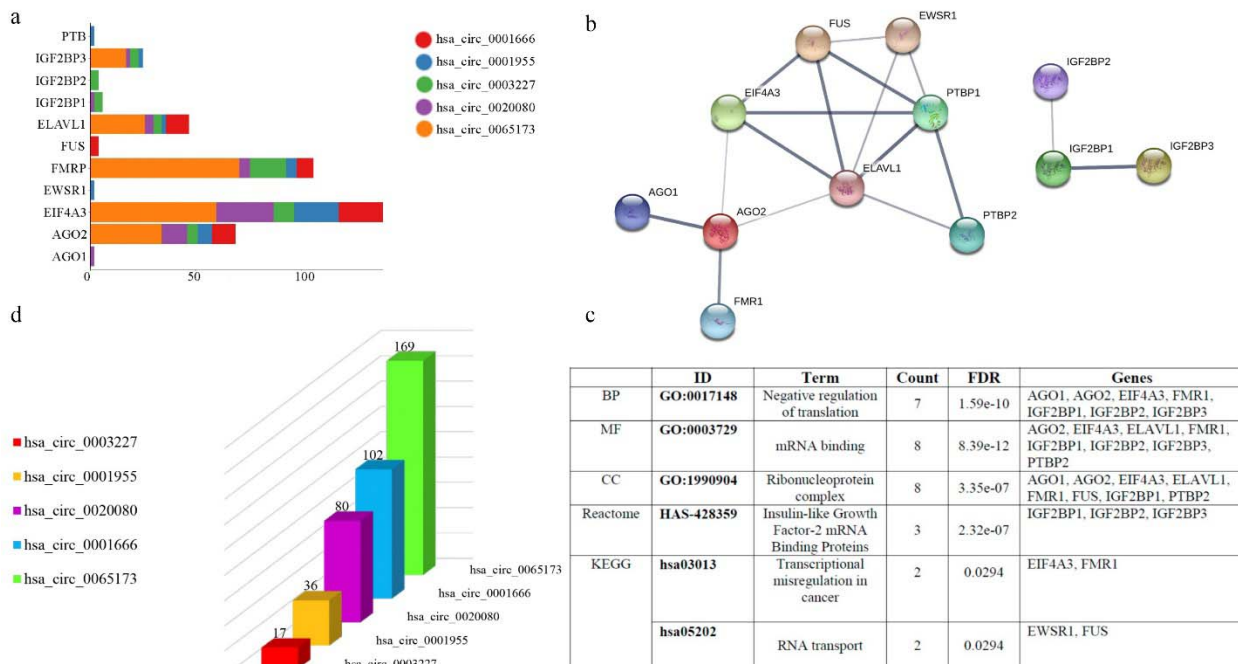 a
PTB
IGF2BP3
IGF2BP2
IGF2BP1
ELAVL1
FUS
FMRP
EWSR1
EIF4A3
AGO2
AGO1
0
50
100
hsa_circ_0001666
hsa_circ_0001955
hsa_circ_0003227
hsa_circ_0020080
hsa_circ_0065173
b
FUS
EWSR1
EIF4A3
PTBP1
ELAVL1
AGO1
AGO2
PTBP2
FMR1
IGF2BP2
IGF2BP1
IGF2BP3
d
hsa_circ_0003227
hsa_circ_0001955
hsa_circ_0020080
hsa_circ_0001666
hsa_circ_0065173
169
102
80
36
17
hsa_circ_0065173
hsa_circ_0001666
hsa_circ_0020080
hsa_circ_0001955
hsa_circ_0003227
c
ID Term Count FDR Genes
BP GO:0017148 Negative regulation of translation 7 1.59e-10 AGO1, AGO2, EIF4A3, FMR1,
IGF2BP1, IGF2BP2, IGF2BP3
MF GO:0003729 mRNA binding 8 8.39e-12 AGO2, EIF4A3, ELAVL1, FMR1,
IGF2BP1, IGF2BP2, IGF2BP3,
PTBP2
CC GO:1990904 Ribonucleoprotein complex 8 3.35e-07 AGO1, AGO2, EIF4A3, ELAVL1,
FMR1, FUS, IGF2BP1, PTBP2
Reactome HAS-428359 Insulin-like Growth
Factor-2 mRNA
Binding Proteins 3 2.32e-07 IGF2BP1, IGF2BP2, IGF2BP3
KEGG hsa03013 Transcriptional
misregulation in
cancer 2 0.0294 EIF4A3, FMR1
hsa05202 RNA transport 2 0.0294 EWSR1, FUS